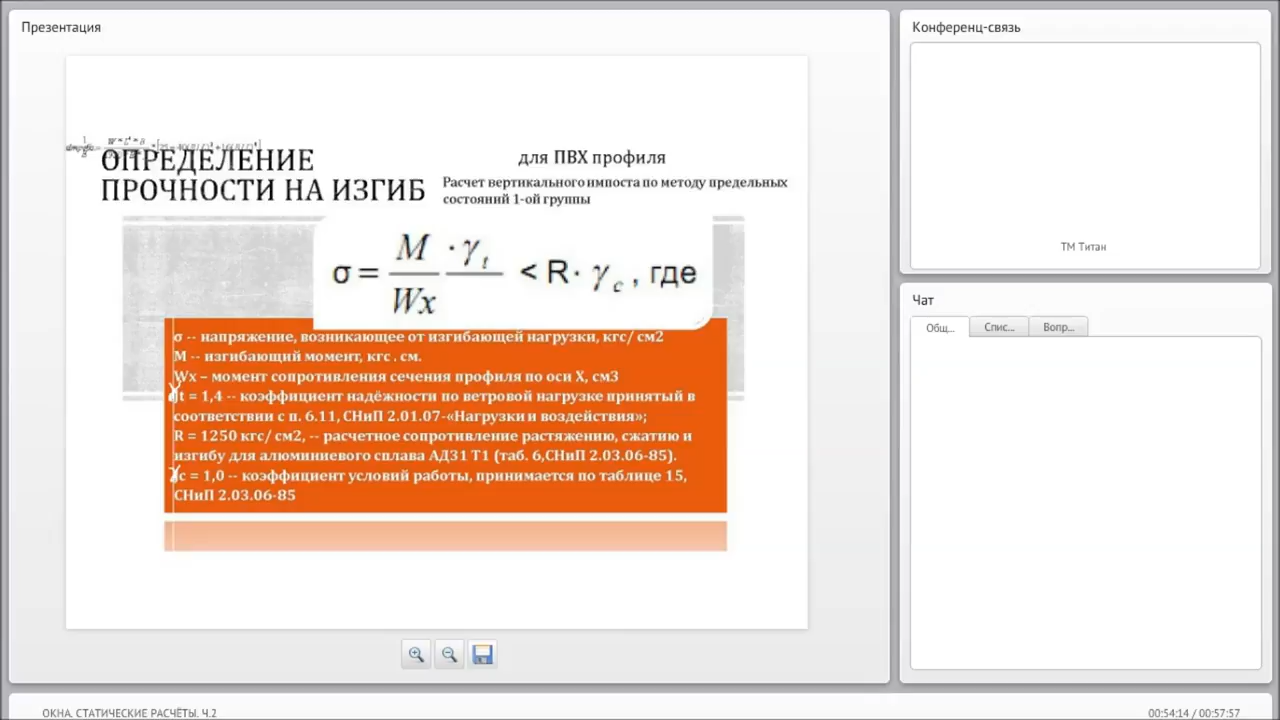 Презентация
ОПРЕДЕЛЕНИЕ
ПРОЧНОСТИ НА ИЗГИБ
для ПВХ профиля
Расчет вертикального импоста по методу предельных
состояний 1-ой группы
σ = M / Wx · γt < R · γc , где
σ -- напряжение, возникающее от изгибающей нагрузки, кгс/ см2
М -- изгибающий момент, кгс . см.
Wx – момент сопротивления сечения профиля по оси X, см3
γt = 1,4 -- коэффициент надёжности по ветровой нагрузке принятый в
соответствии с п. 6.11, СНиП 2.01.07-«Нагрузки и воздействия»;
R = 1250 кгс/ см2, -- расчетное сопротивление растяжению, сжатию и
изгибу для алюминиевого сплава АД31 Т1 (таб. 6,СНиП 2.03.06-85).
γc = 1,0 -- коэффициент условий работы, принимается по таблице 15,
СНиП 2.03.06-85
Конференц-связь
ТМ Титан
Чат
Общ...
Спис...
Вопр...
ОКНА. СТАТИЧЕСКИЕ РАСЧЁТЫ. Ч.2
00:54:14 / 00:57:57